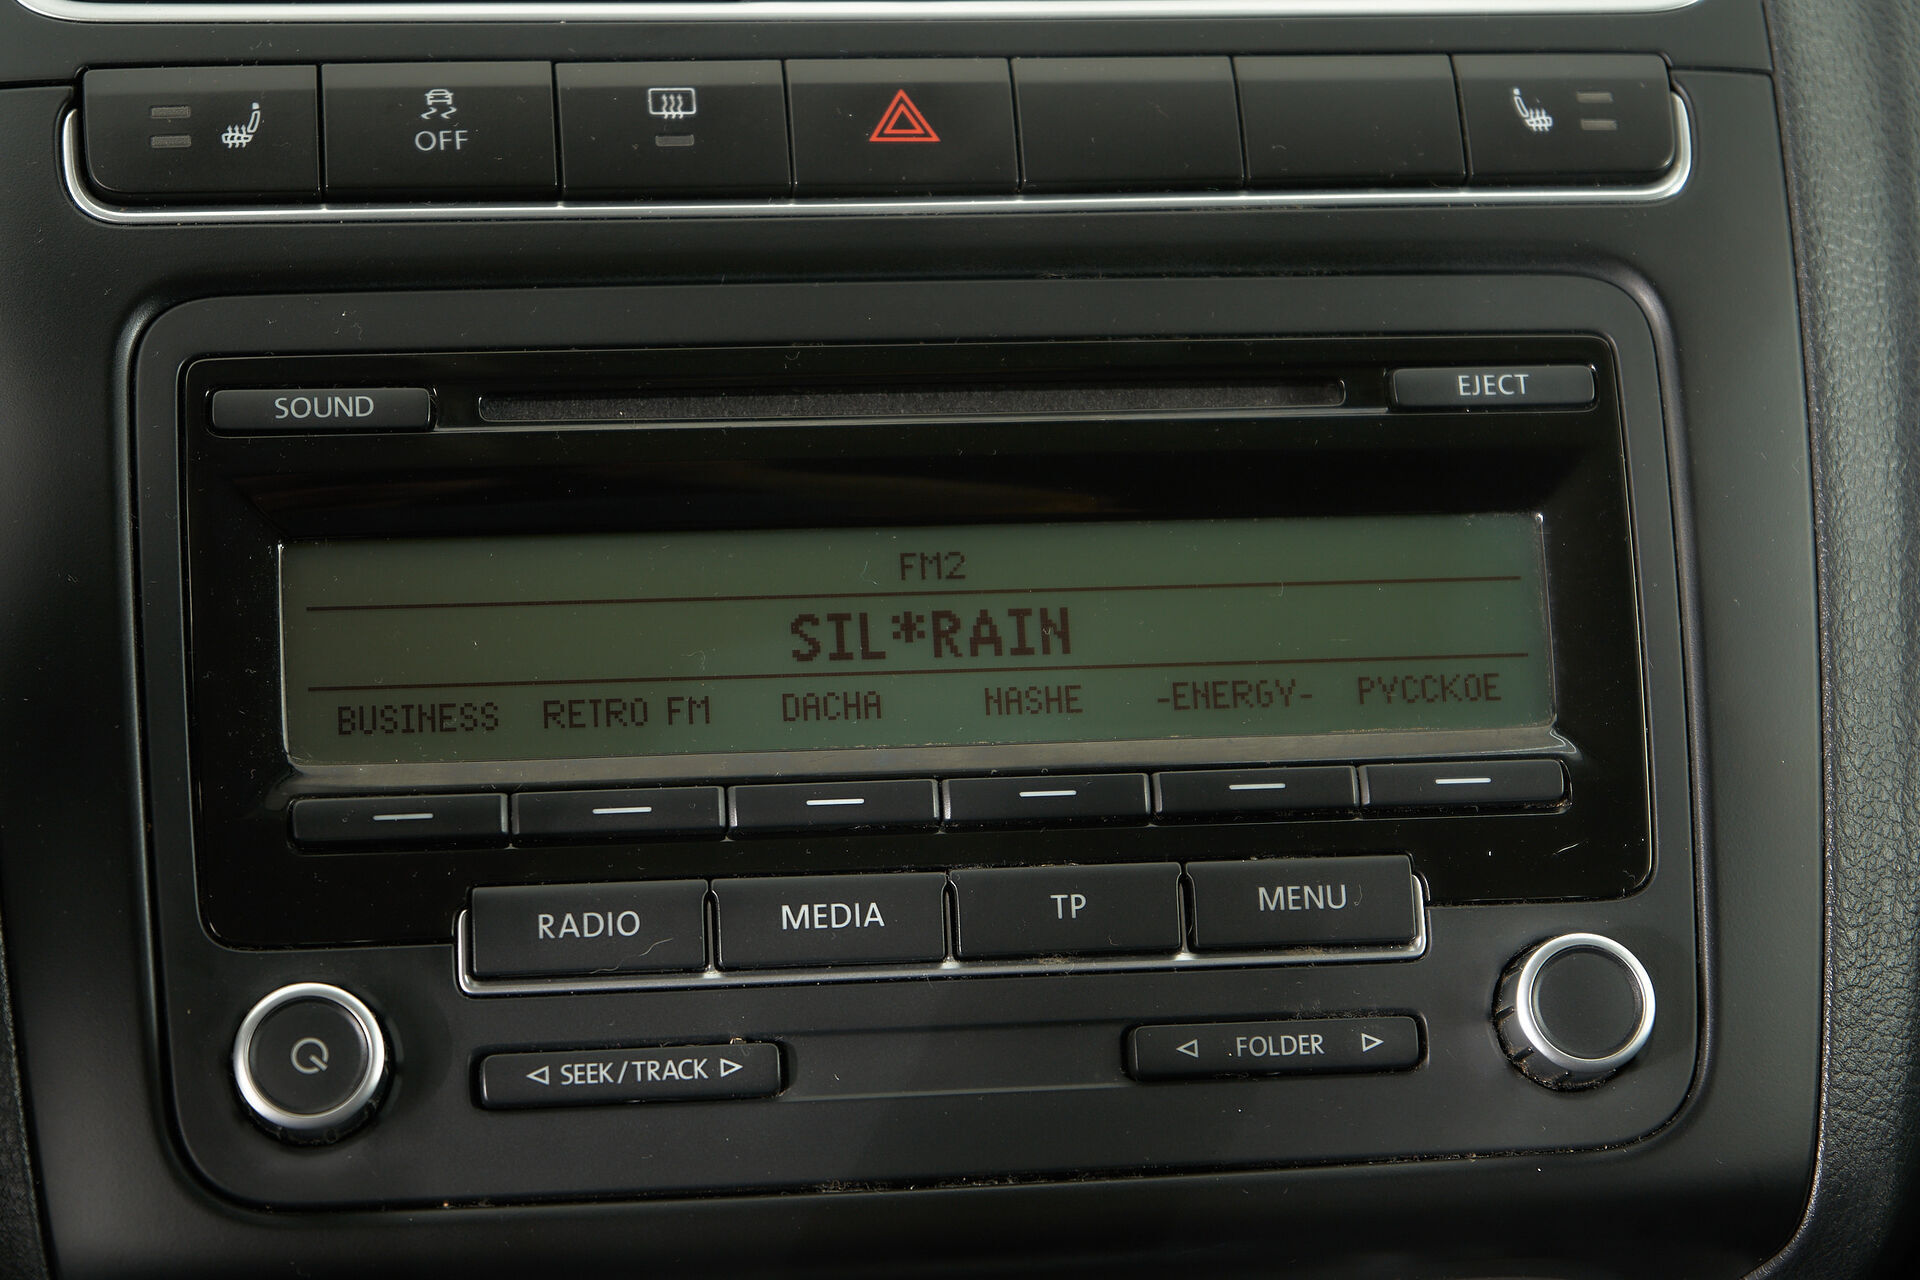 OFF
SOUND EJECT
FM2
SIL*RAIN
BUSINESS RETRO FM DACHA NASHE -ENERGY- PYCCKOE
RADIO MEDIA TP MENU
SEEK/TRACK FOLDER